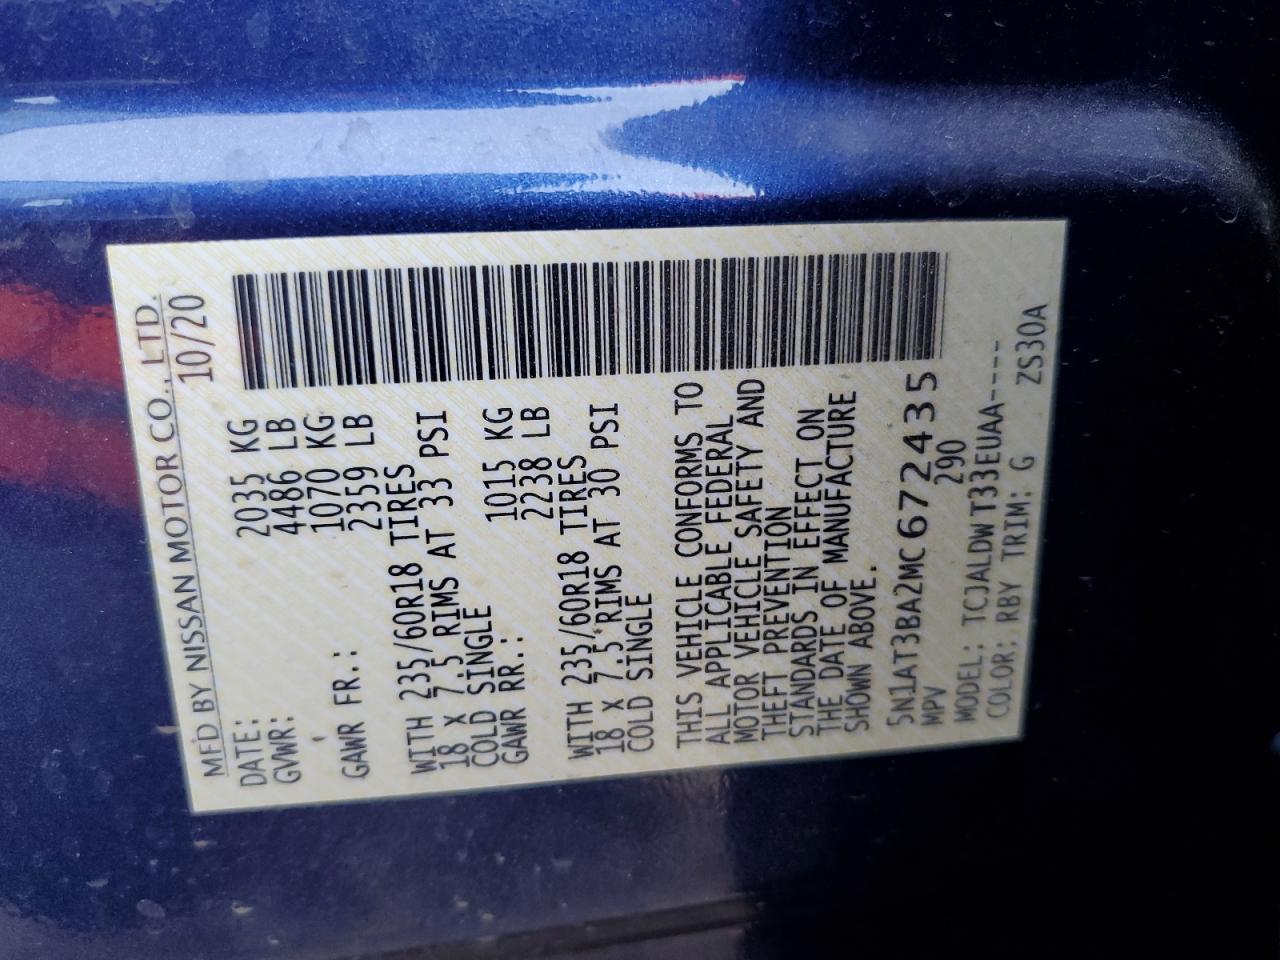 MFD BY NISSAN MOTOR CO., LTD.
DATE: 10/20
GVWR: 2035 KG
4486 LB
GAWR FR.: 1070 KG
2359 LB
WITH 235/60R18 TIRES
18 X 7.5 RIMS AT 33 PSI
COLD SINGLE
GAWR RR.: 1015 KG
2238 LB
WITH 235/60R18 TIRES
18 X 7.5 RIMS AT 30 PSI
COLD SINGLE
THIS VEHICLE CONFORMS TO
ALL APPLICABLE FEDERAL
MOTOR VEHICLE SAFETY AND
THEFT PREVENTION
STANDARDS IN EFFECT ON
THE DATE OF MANUFACTURE
SHOWN ABOVE.
5N1AT3BA2MC672435
MPV 290
MODEL: TCJALDWT33EUAA----
COLOR: RBY TRIM: G ZS30A